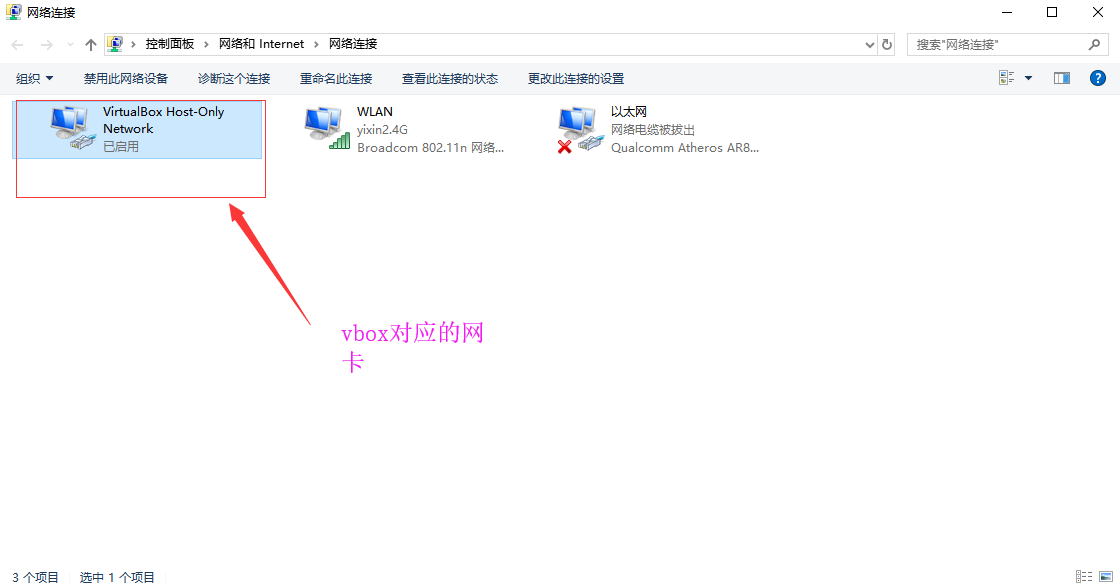 网络连接
控制面板 › 网络和 Internet › 网络连接
搜索"网络连接"
组织 禁用此网络设备 诊断这个连接 重命名此连接 查看此连接的状态 更改此连接的设置
VirtualBox Host-Only
Network
已启用
WLAN
yixin2.4G
Broadcom 802.11n 网络...
以太网
网络电缆被拔出
Qualcomm Atheros AR8...
vbox对应的网
卡
3 个项目 选中 1 个项目